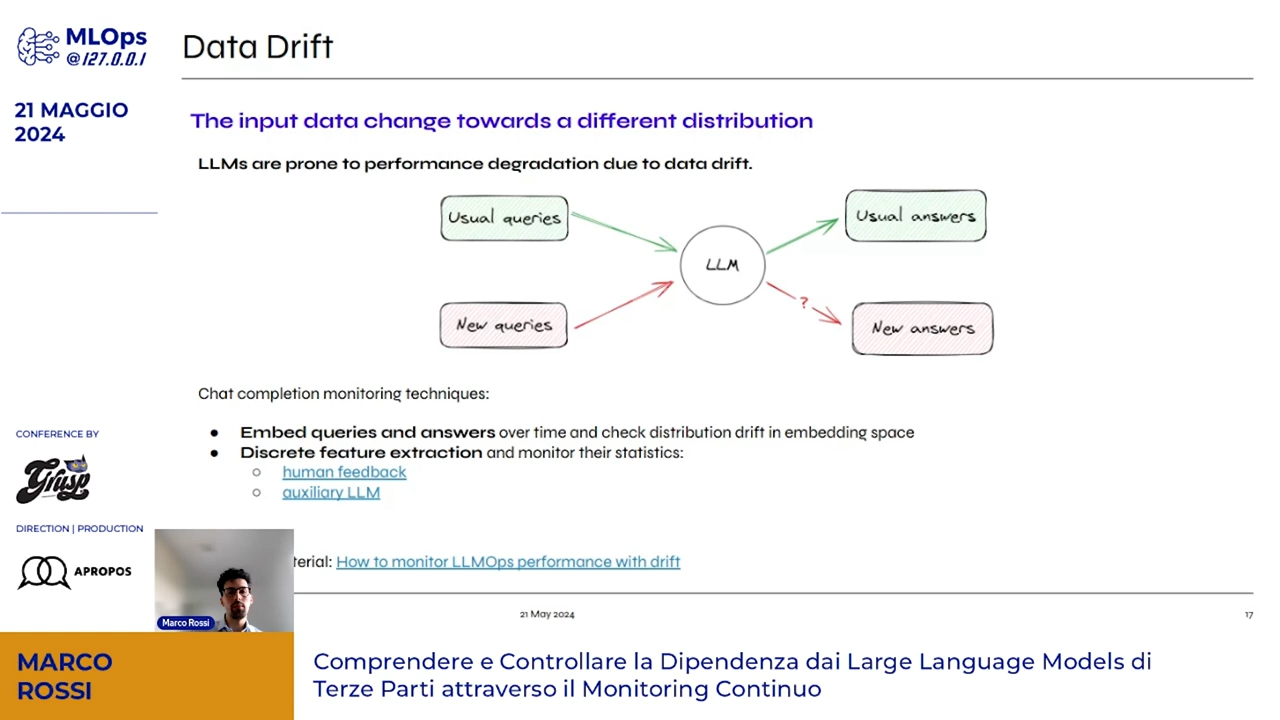 MLOps
@127.0.0.1
21 MAGGIO
2024
Data Drift
The input data change towards a different distribution
LLMs are prone to performance degradation due to data drift.
Usual queries
Usual answers
LLM
?
New queries
New answers
Chat completion monitoring techniques:
● Embed queries and answers over time and check distribution drift in embedding space
● Discrete feature extraction and monitor their statistics:
○ human feedback
○ auxiliary LLM
terial: How to monitor LLMOps performance with drift
21 May 2024
17
CONFERENCE BY
Grusp
DIRECTION | PRODUCTION
APROPOS
Marco Rossi
MARCO
ROSSI
Comprendere e Controllare la Dipendenza dai Large Language Models di
Terze Parti attraverso il Monitoring Continuo